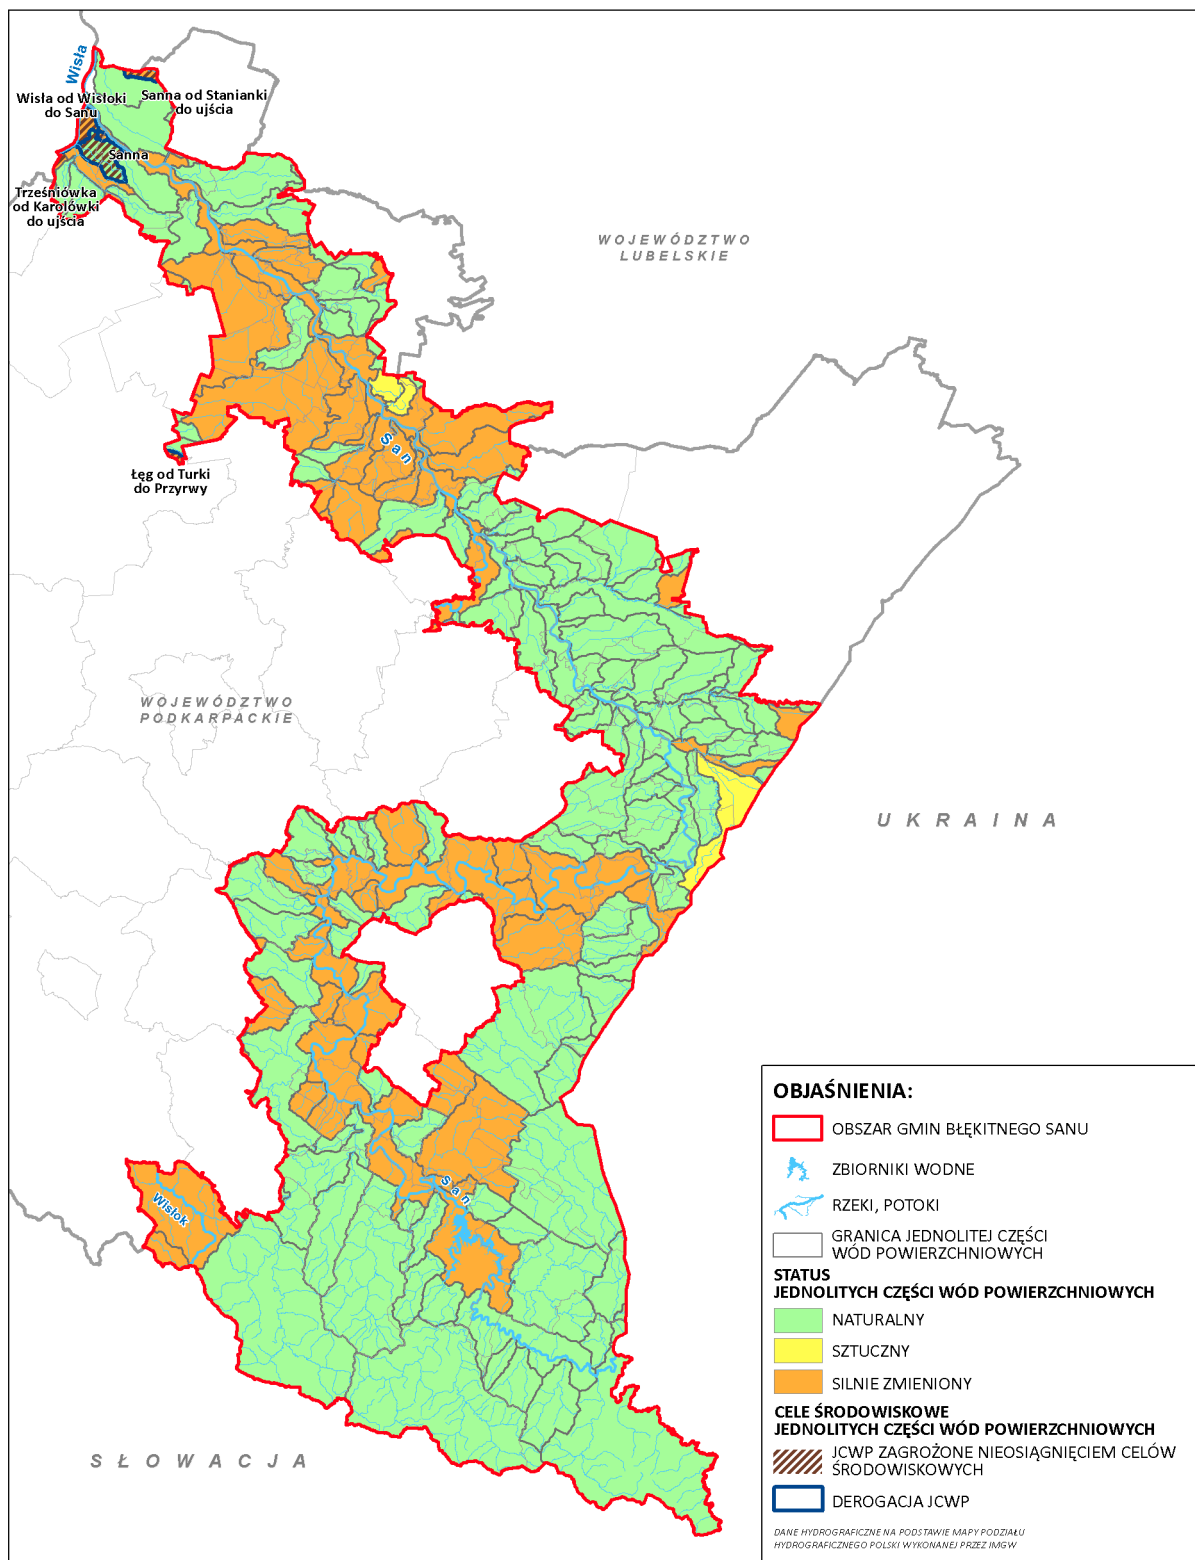 Wisła
Wisła od Wisłoki
do Sanu
Sanna od Stanianki
do ujścia
Sanna
Trześniówka
od Karolówki
do ujścia
WOJEWÓDZTWO
LUBELSKIE
San
Łęg od Turki
do Przyrwy
WOJEWÓDZTWO
PODKARPACKIE
UKRAINA
San
Wisłok
SŁOWACJA
OBJAŚNIENIA:
OBSZAR GMIN BŁĘKITNEGO SANU
ZBIORNIKI WODNE
RZEKI, POTOKI
GRANICA JEDNOLITEJ CZĘŚCI
WÓD POWIERZCHNIOWYCH
STATUS
JEDNOLITYCH CZĘŚCI WÓD POWIERZCHNIOWYCH
NATURALNY
SZTUCZNY
SILNIE ZMIENIONY
CELE ŚRODOWISKOWE
JEDNOLITYCH CZĘŚCI WÓD POWIERZCHNIOWYCH
JCWP ZAGROŻONE NIEOSIĄGNIĘCIEM CELÓW
ŚRODOWISKOWYCH
DEROGACJA JCWP
DANE HYDROGRAFICZNE NA PODSTAWIE MAPY PODZIAŁU
HYDROGRAFICZNEGO POLSKI WYKONANEJ PRZEZ IMGW